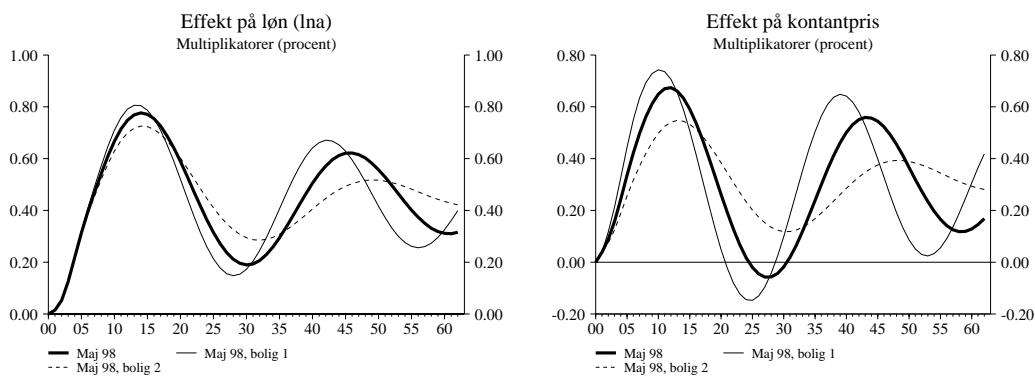 Effekt på løn (lna)
Multiplikatorer (procent)
1.00 1.00
0.80 0.80
0.60 0.60
0.40 0.40
0.20 0.20
0.00 0.00
00 05 10 15 20 25 30 35 40 45 50 55 60
Maj 98 Maj 98, bolig 1
Maj 98, bolig 2
Effekt på kontantpris
Multiplikatorer (procent)
0.80 0.80
0.60 0.60
0.40 0.40
0.20 0.20
0.00 0.00
-0.20 -0.20
00 05 10 15 20 25 30 35 40 45 50 55 60
Maj 98 Maj 98, bolig 1
Maj 98, bolig 2